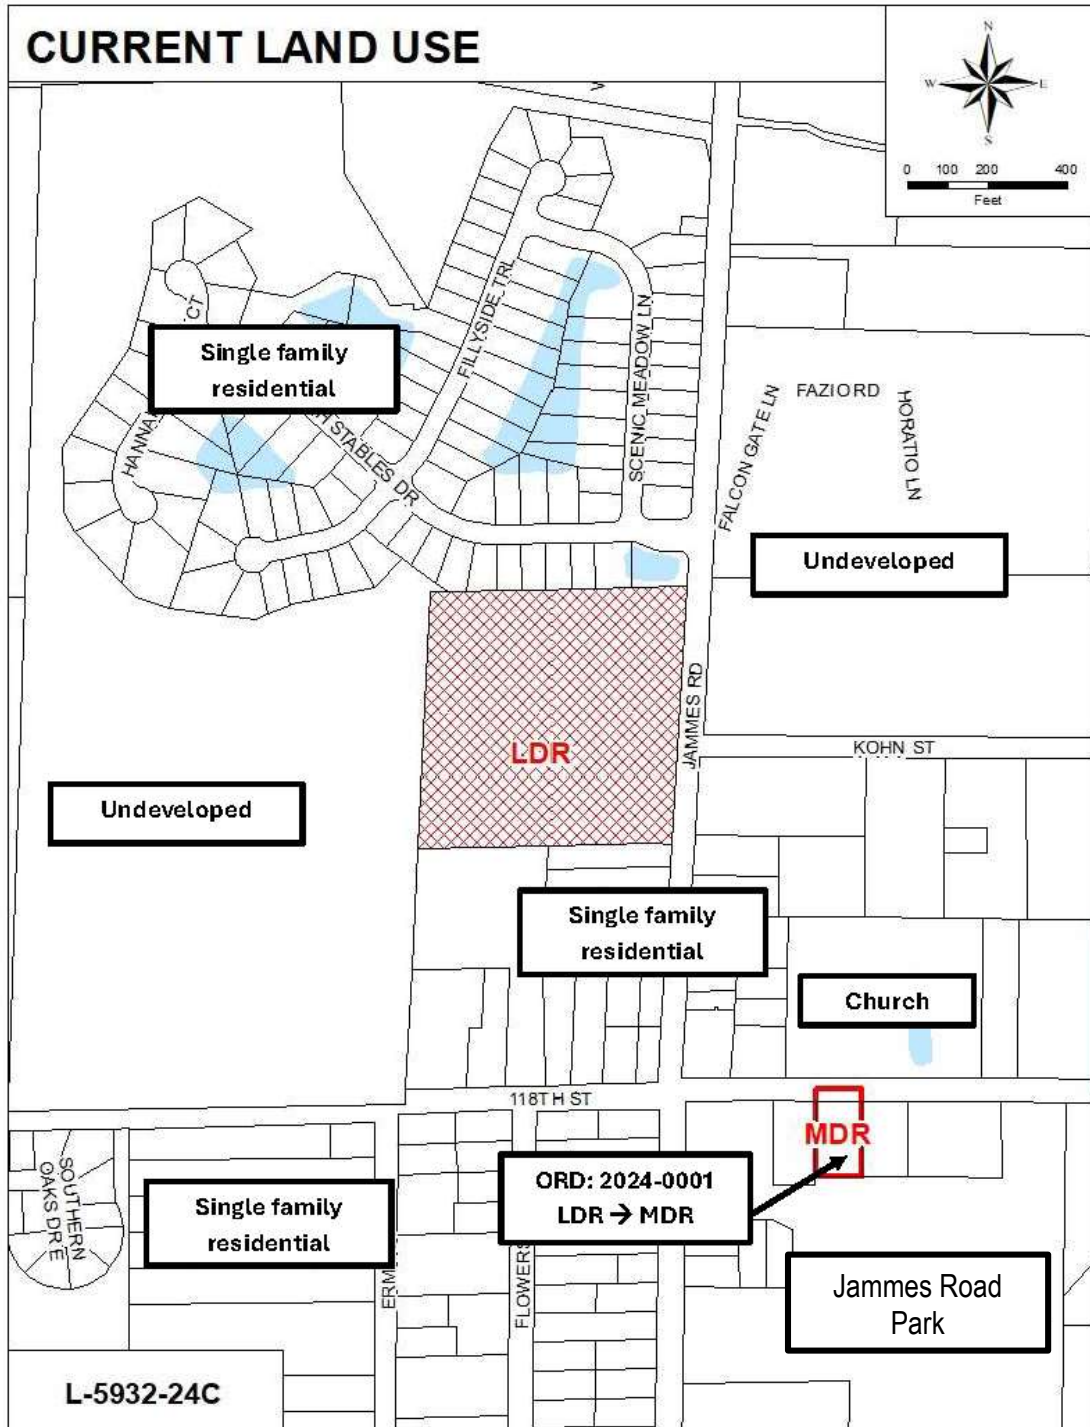 CURRENT LAND USE
N
W
E
S
0 100 200 400
Feet
CT
Single family
residential
HANNA
STABLES DR
FILLYSIDE TRL
SCENIC MEADOW LN
FALCON GATE LN
FAZIO RD
HORATIO LN
Undeveloped
LDR
JAMMES RD
KOHN ST
Undeveloped
Single family
residential
Church
118TH ST
MDR
SOUTHERN
OAKS DR E
Single family
residential
ORD: 2024-0001
LDR → MDR
ERM
FLOWERS
Jammes Road
Park
L-5932-24C